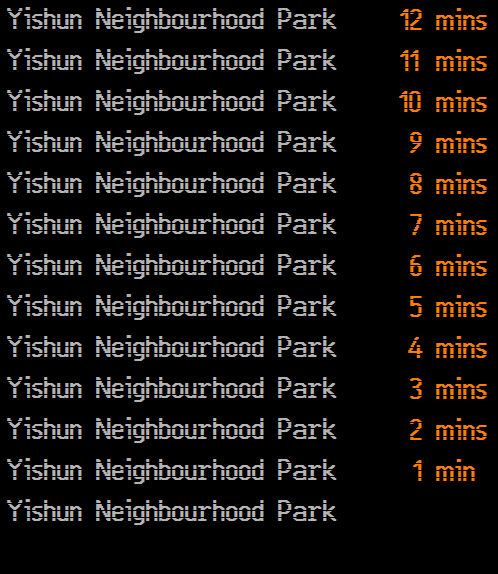 Yishun Neighbourhood Park 12 mins
Yishun Neighbourhood Park 11 mins
Yishun Neighbourhood Park 10 mins
Yishun Neighbourhood Park 9 mins
Yishun Neighbourhood Park 8 mins
Yishun Neighbourhood Park 7 mins
Yishun Neighbourhood Park 6 mins
Yishun Neighbourhood Park 5 mins
Yishun Neighbourhood Park 4 mins
Yishun Neighbourhood Park 3 mins
Yishun Neighbourhood Park 2 mins
Yishun Neighbourhood Park 1 min
Yishun Neighbourhood Park